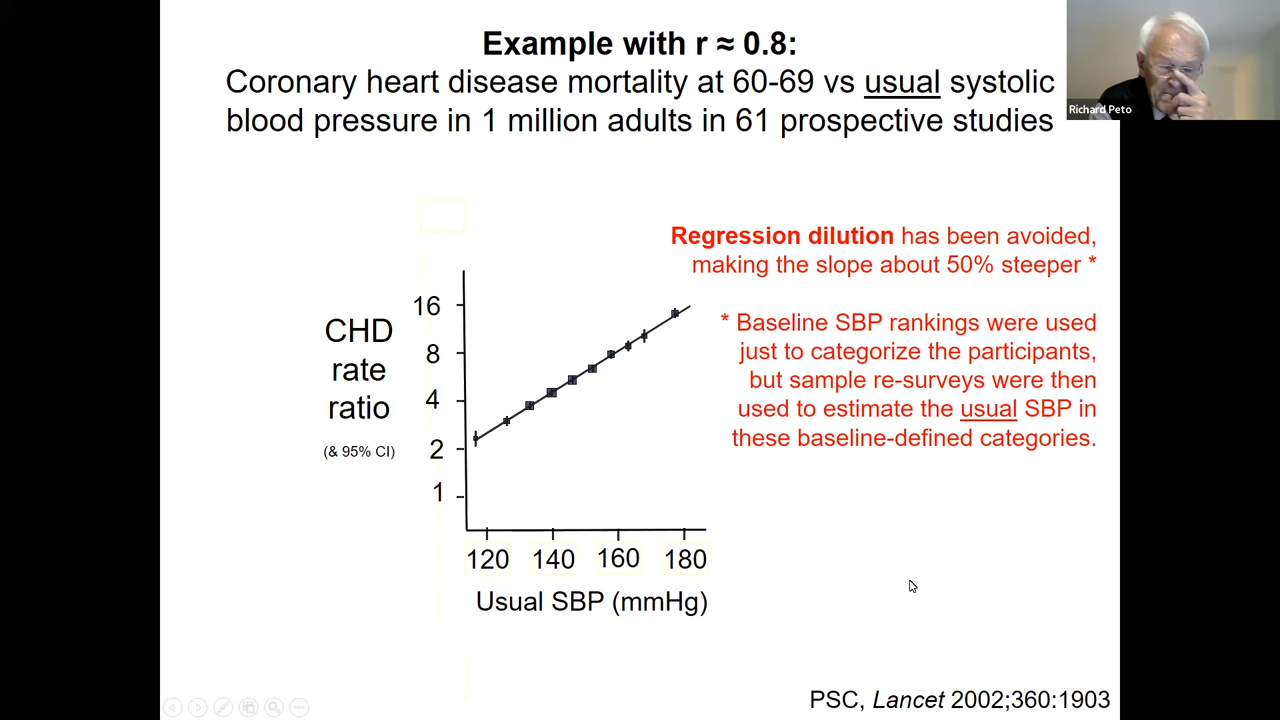 Example with r ≈ 0.8:
Coronary heart disease mortality at 60-69 vs usual systolic
blood pressure in 1 million adults in 61 prospective studies
Richard Peto
Regression dilution has been avoided,
making the slope about 50% steeper *
* Baseline SBP rankings were used
just to categorize the participants,
but sample re-surveys were then
used to estimate the usual SBP in
these baseline-defined categories.
CHD
rate
ratio
(& 95% CI)
16
8
4
2
1
120 140 160 180
Usual SBP (mmHg)
PSC, Lancet 2002;360:1903